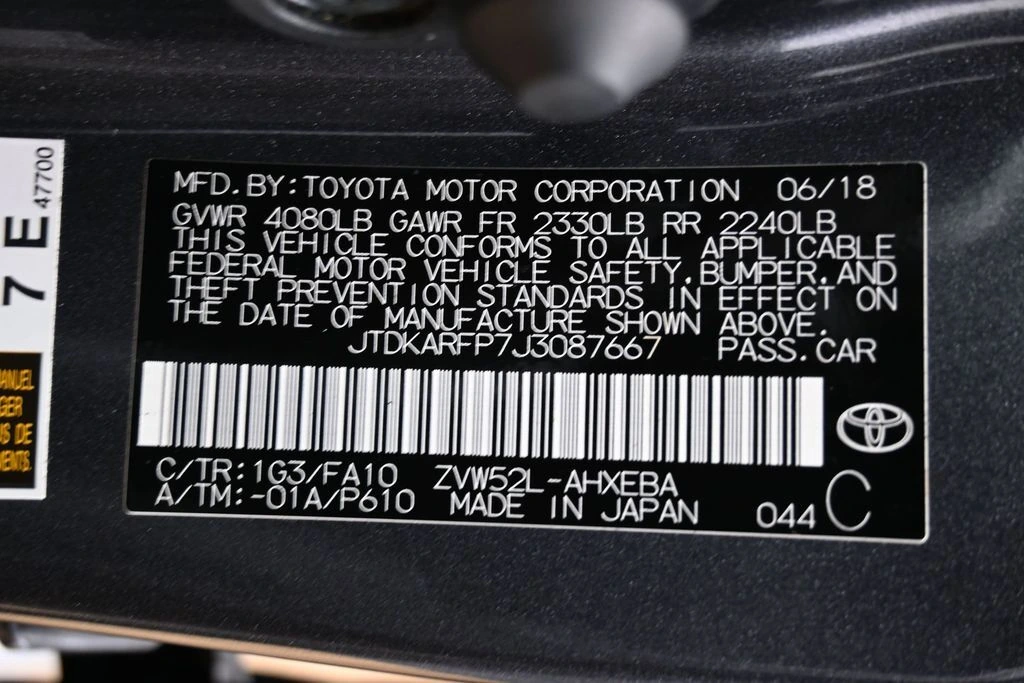 MFD.BY:TOYOTA MOTOR CORPORATION 06/18
GVWR 4080LB GAWR FR 2330LB RR 2240LB
THIS VEHICLE CONFORMS TO ALL APPLICABLE
FEDERAL MOTOR VEHICLE SAFETY,BUMPER,AND
THEFT PREVENTION STANDARDS IN EFFECT ON
THE DATE OF MANUFACTURE SHOWN ABOVE.
JTDKARFP7J3087667 PASS.CAR
C/TR:1G3/FA10 ZVW52L-AHXEBA
A/TM:-01A/P610 MADE IN JAPAN 044 C
7 E 47700
DE